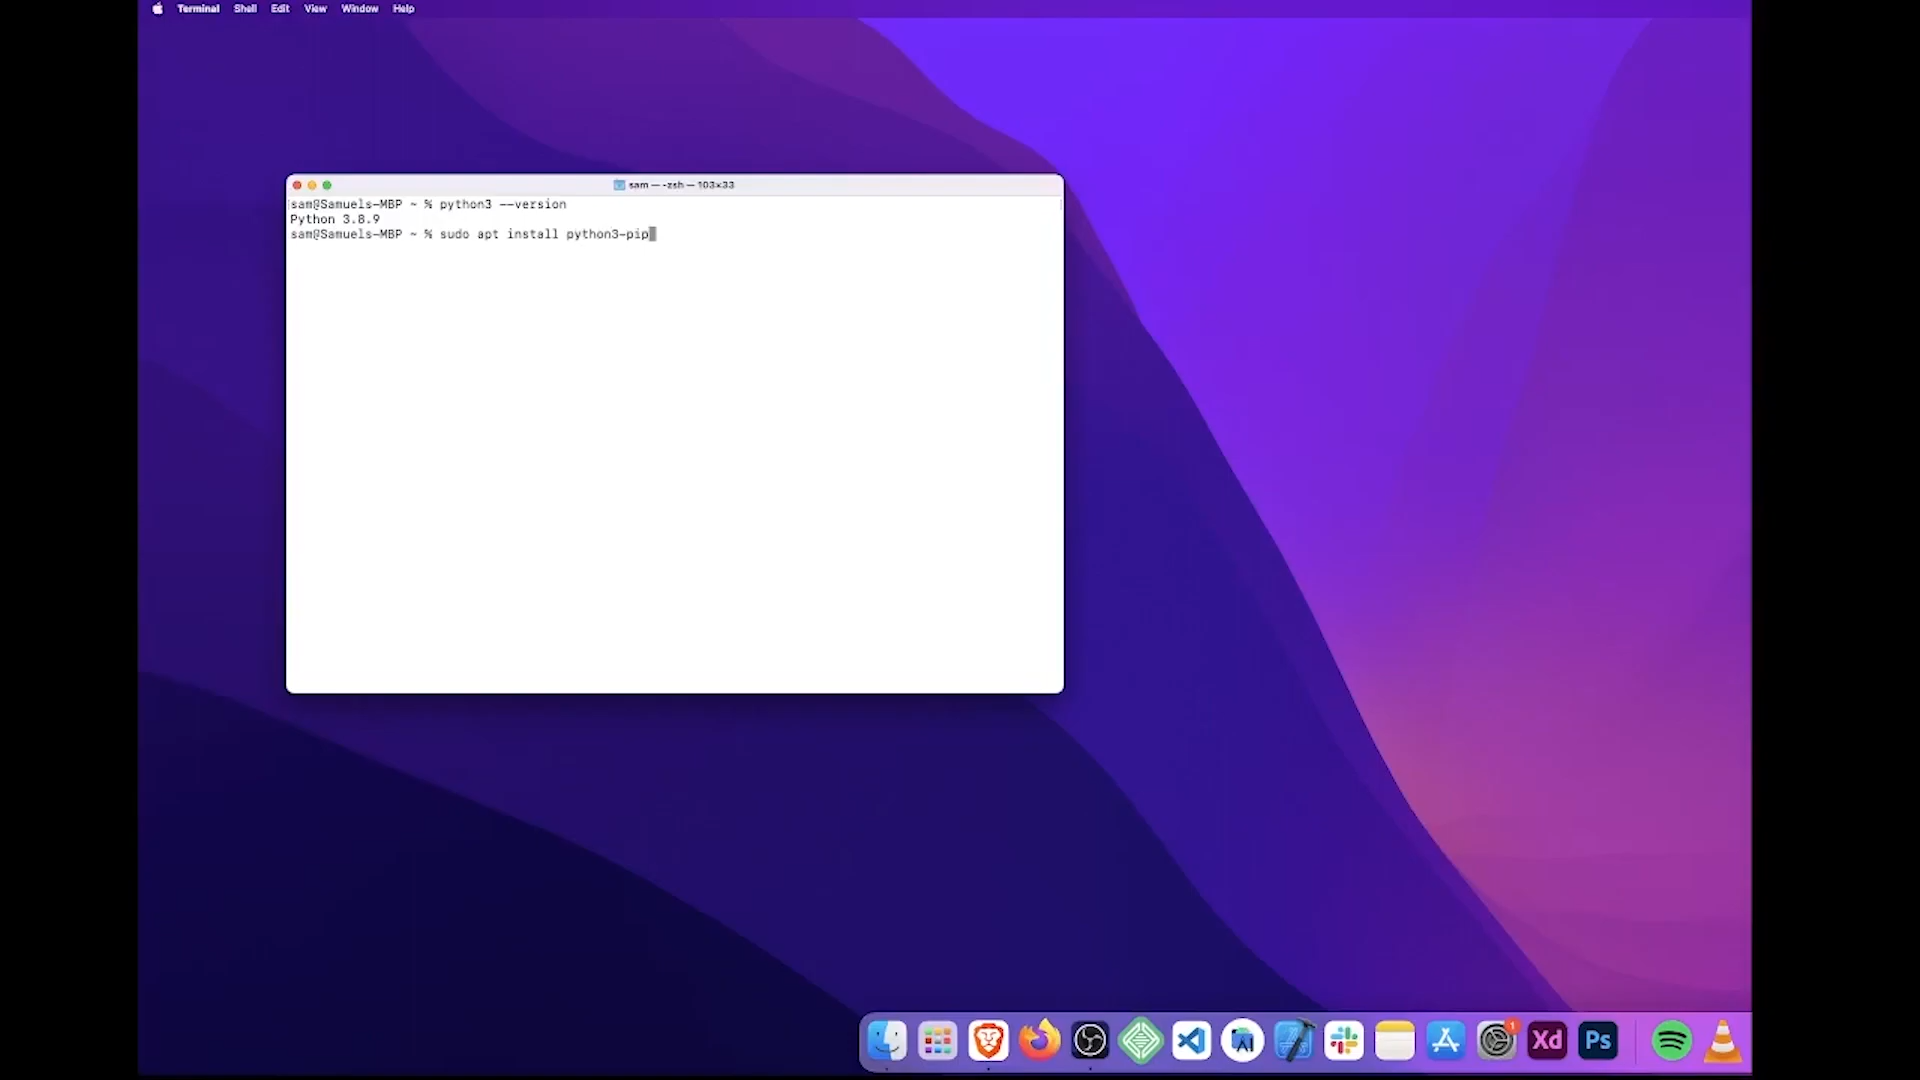 Terminal Shell Edit View Window Help
sam — -zsh — 103×33
sam@Samuels-MBP ~ % python3 --version
Python 3.8.9
sam@Samuels-MBP ~ % sudo apt install python3-pip
1
Xd
Ps